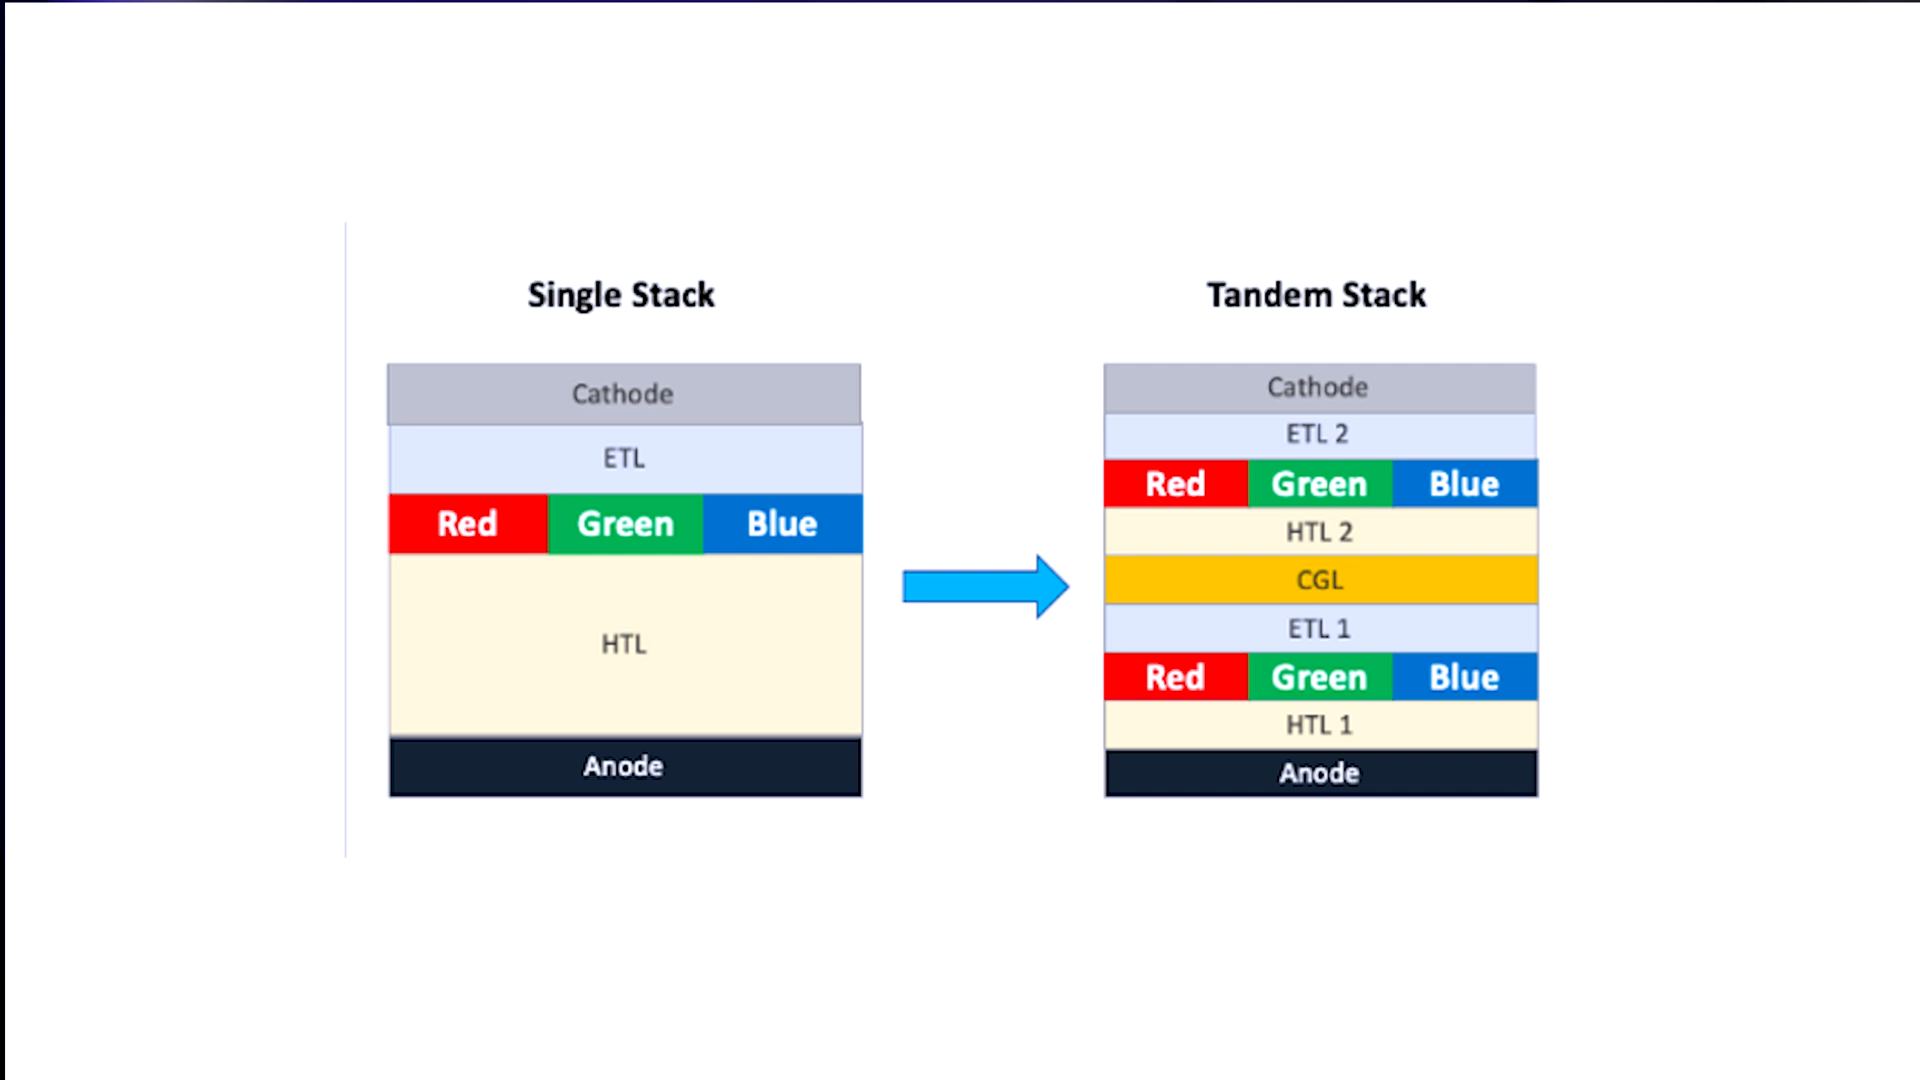 Single Stack
Cathode
ETL
Red Green Blue
HTL
Anode
Tandem Stack
Cathode
ETL 2
Red Green Blue
HTL 2
CGL
ETL 1
Red Green Blue
HTL 1
Anode